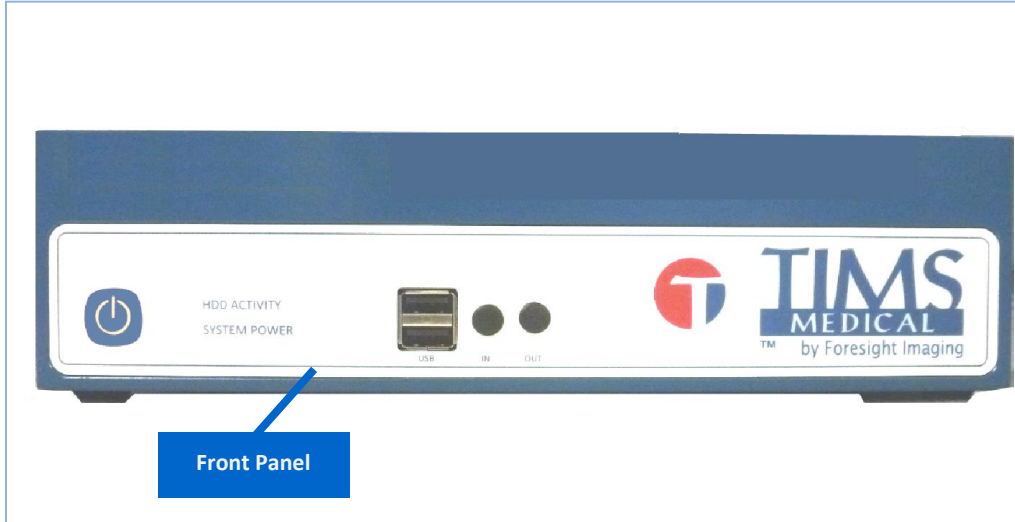 HDD ACTIVITY
SYSTEM POWER
USB
IN
OUT
T
TIMS
MEDICAL
TM
by Foresight Imaging
Front Panel